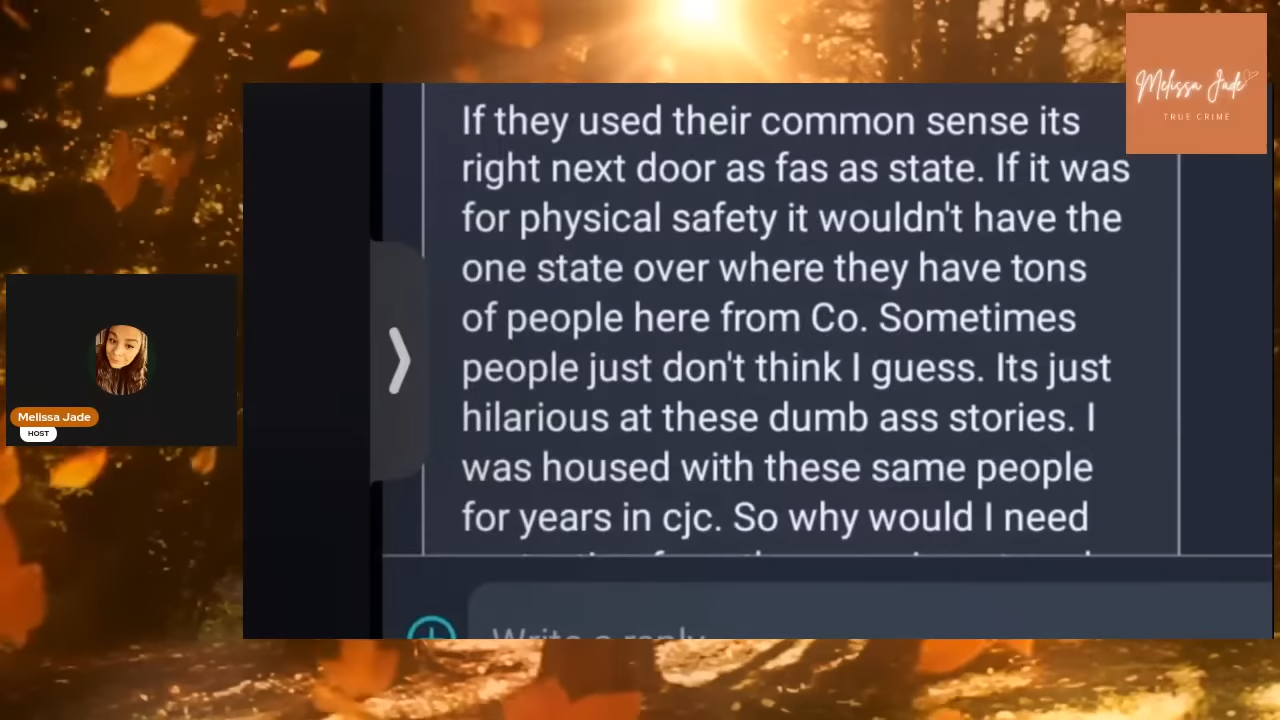 Melissa Jade
TRUE CRIME
If they used their common sense its
right next door as fas as state. If it was
for physical safety it wouldn't have the
one state over where they have tons
of people here from Co. Sometimes
people just don't think I guess. Its just
hilarious at these dumb ass stories. I
was housed with these same people
for years in cjc. So why would I need
Write a reply
Melissa Jade
HOST